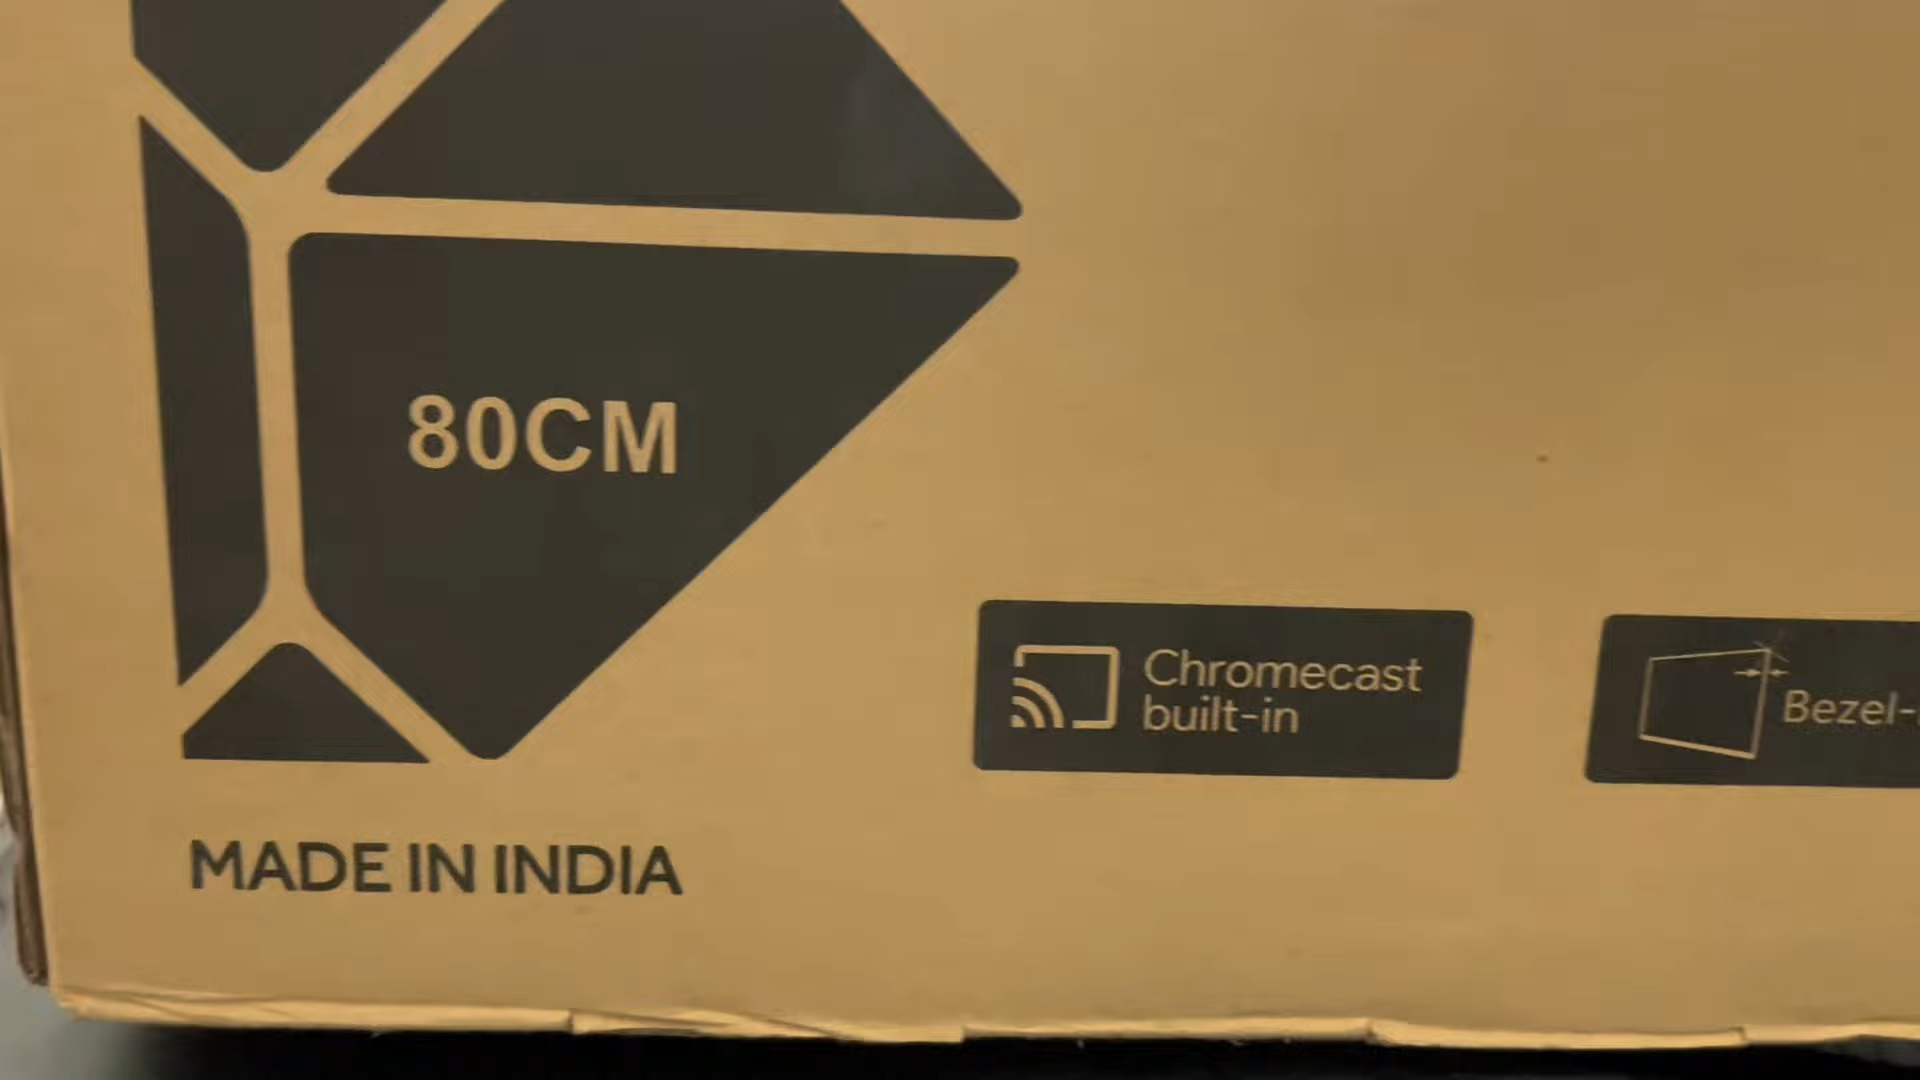 80CM
Chromecast
built-in
Bezel-
MADE IN INDIA